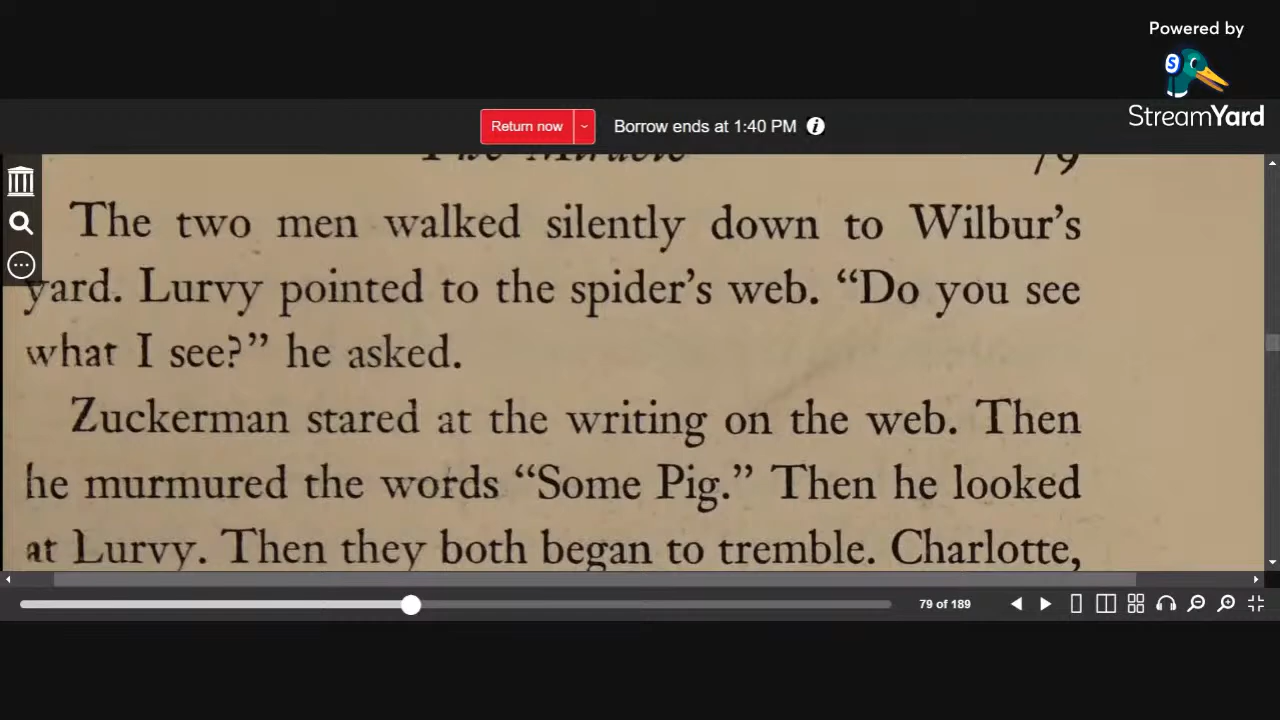 Powered by
StreamYard
Return now
Borrow ends at 1:40 PM
The Miracle 79
The two men walked silently down to Wilbur's
yard. Lurvy pointed to the spider's web. “Do you see
what I see?” he asked.
Zuckerman stared at the writing on the web. Then
he murmured the words “Some Pig.” Then he looked
at Lurvy. Then they both began to tremble. Charlotte,
79 of 189